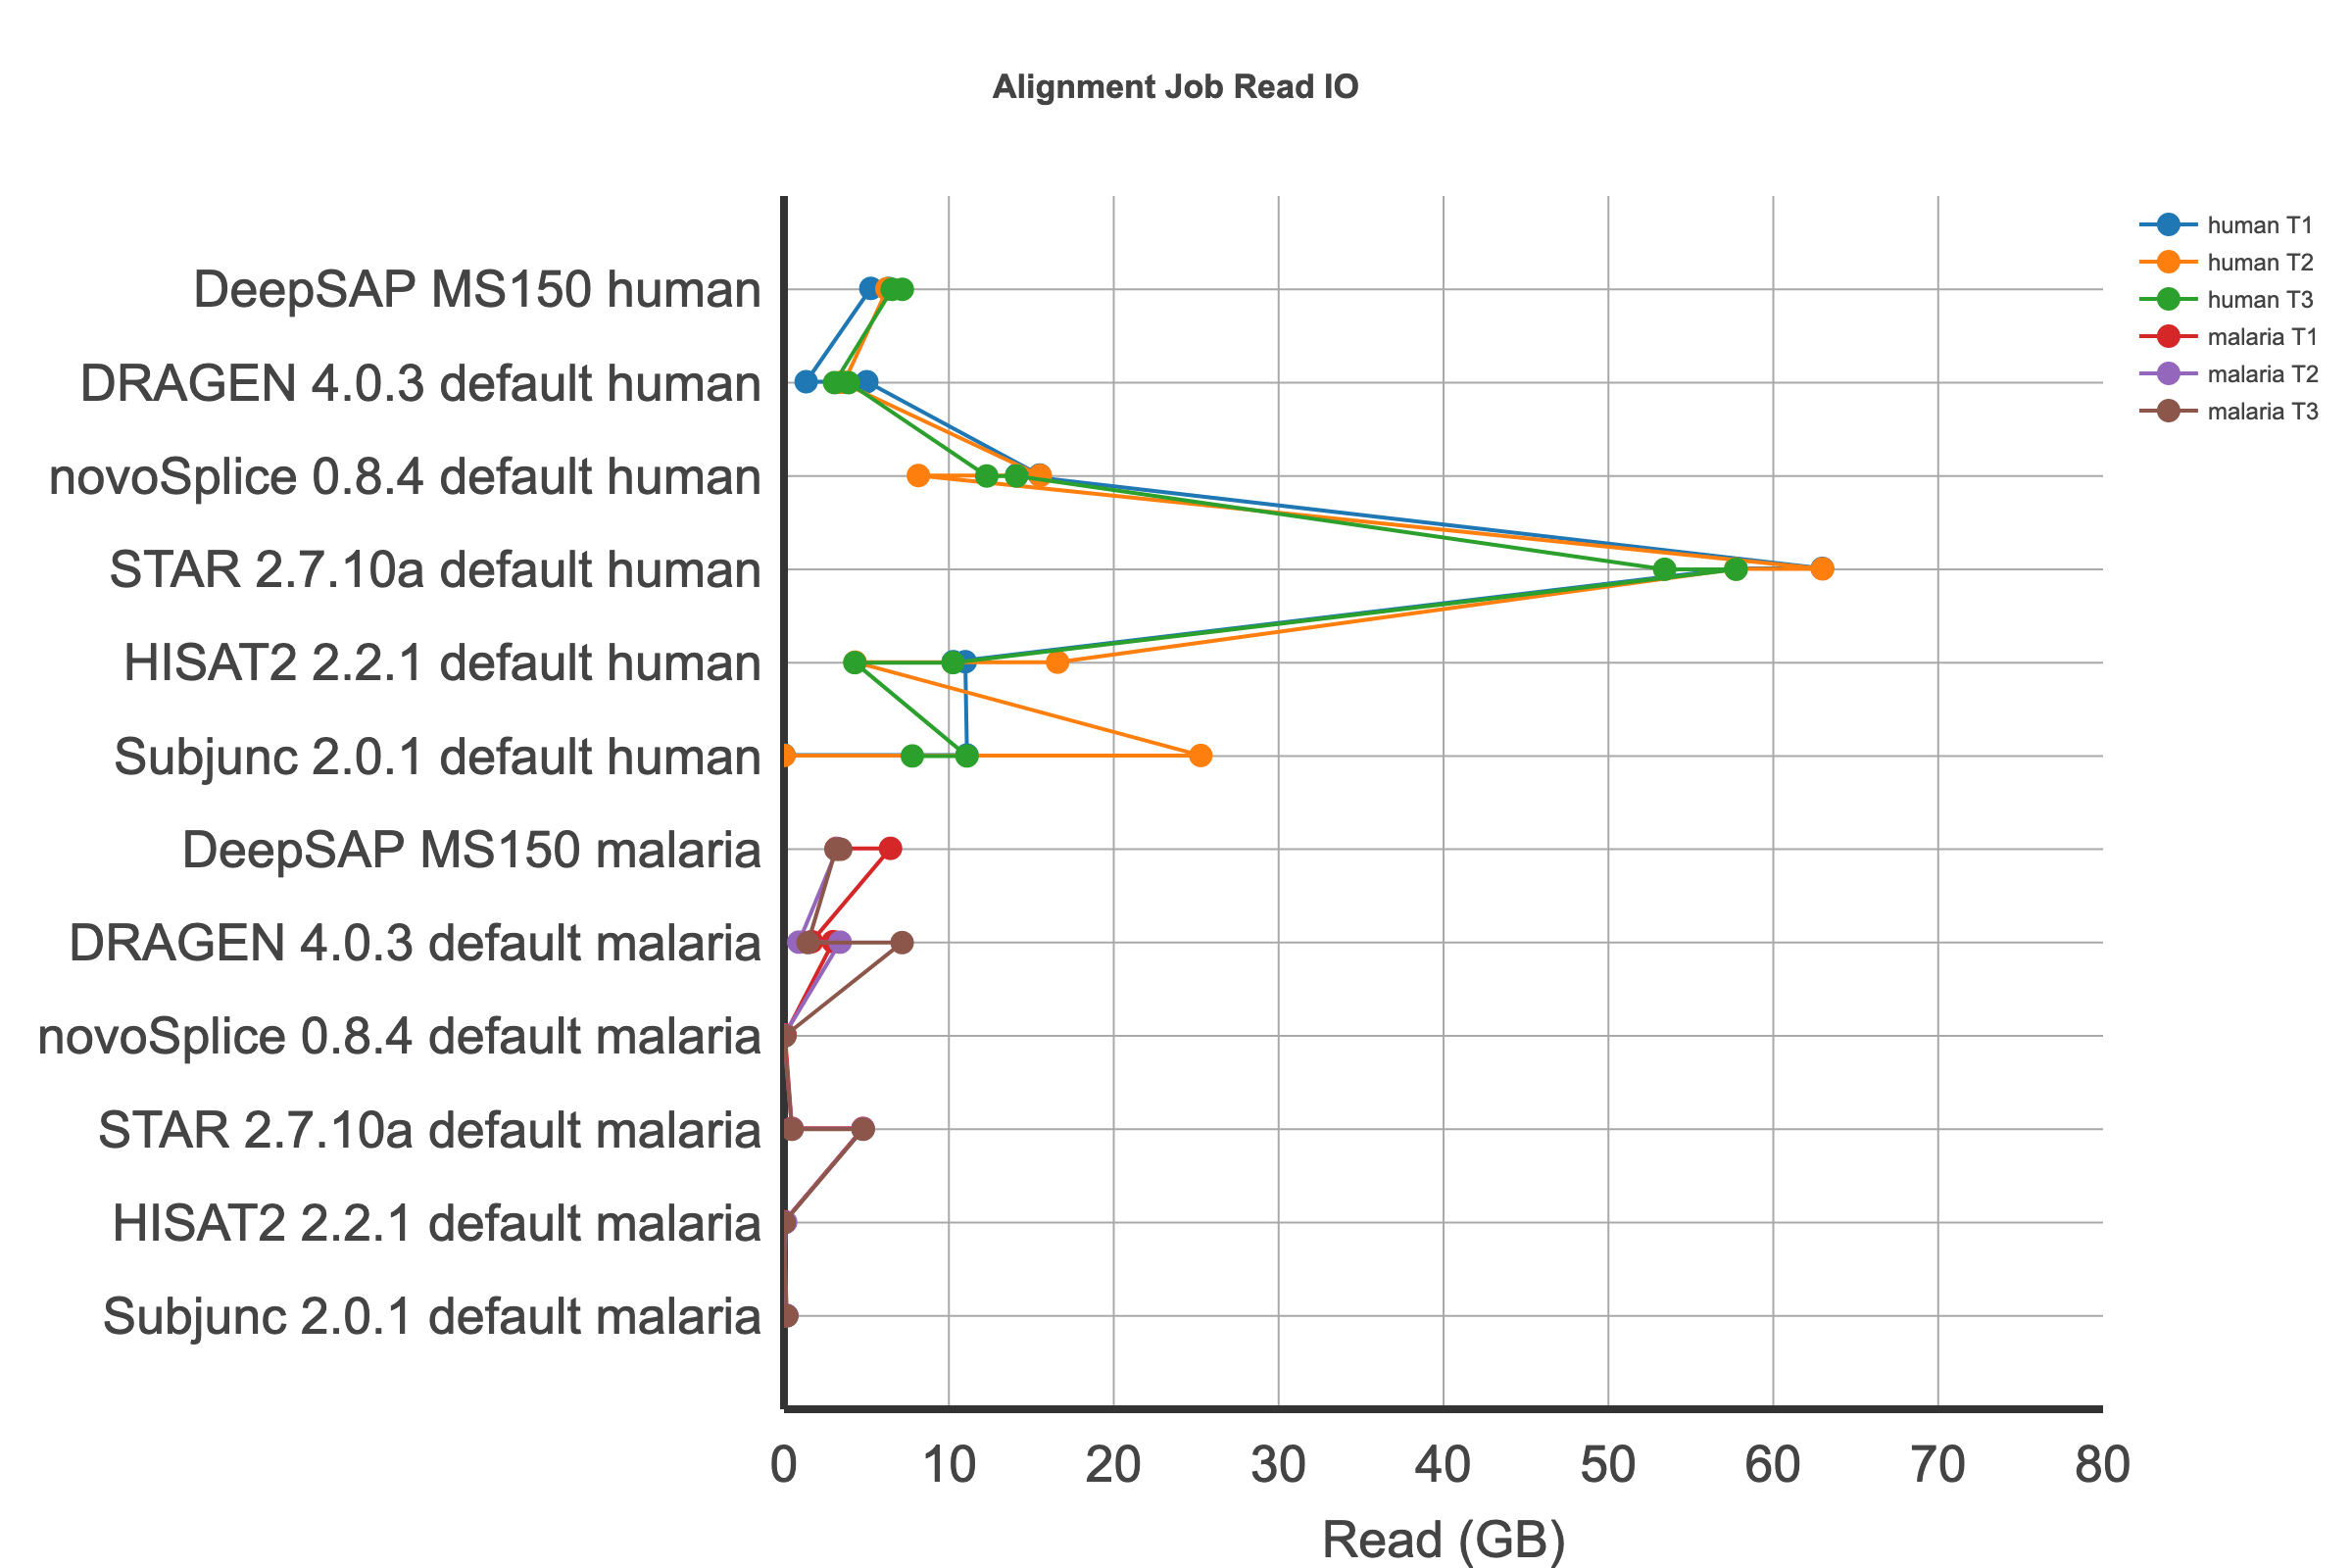 Alignment Job Read IO
human T1
human T2
human T3
malaria T1
malaria T2
malaria T3
DeepSAP MS150 human
DRAGEN 4.0.3 default human
novoSplice 0.8.4 default human
STAR 2.7.10a default human
HISAT2 2.2.1 default human
Subjunc 2.0.1 default human
DeepSAP MS150 malaria
DRAGEN 4.0.3 default malaria
novoSplice 0.8.4 default malaria
STAR 2.7.10a default malaria
HISAT2 2.2.1 default malaria
Subjunc 2.0.1 default malaria
0 10 20 30 40 50 60 70 80
Read (GB)